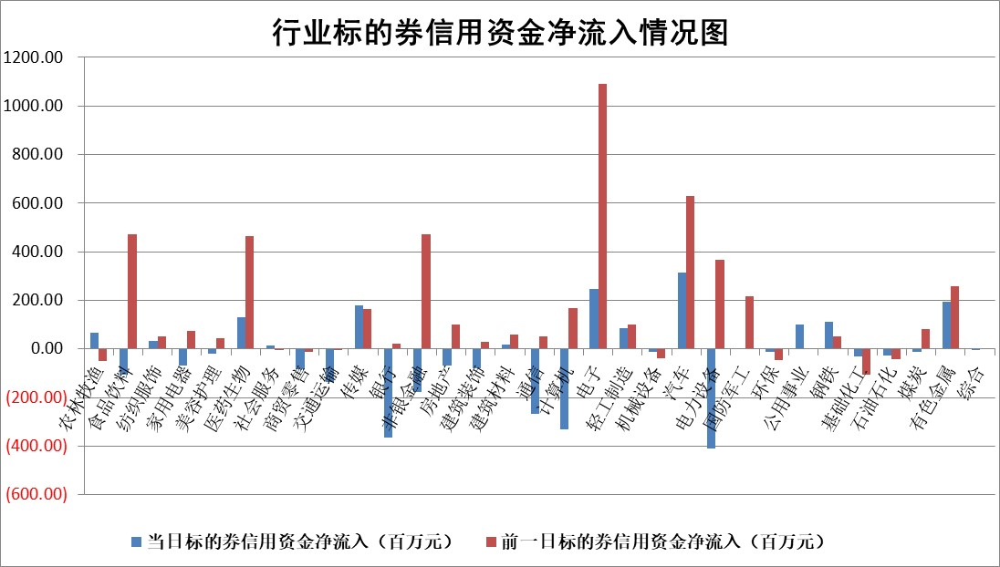 行业标的券信用资金净流入情况图
1200.00
1000.00
800.00
600.00
400.00
200.00
0.00
(200.00)
(400.00)
(600.00)
农林牧渔
食品饮料
纺织服饰
家用电器
美容护理
医药生物
社会服务
商贸零售
交通运输
传媒
银行
非银金融
房地产
建筑装饰
建筑材料
通信
计算机
电子
轻工制造
机械设备
汽车
电力设备
国防军工
环保
公用事业
钢铁
基础化工
石油石化
煤炭
有色金属
综合
当日标的券信用资金净流入（百万元）
前一日标的券信用资金净流入（百万元）